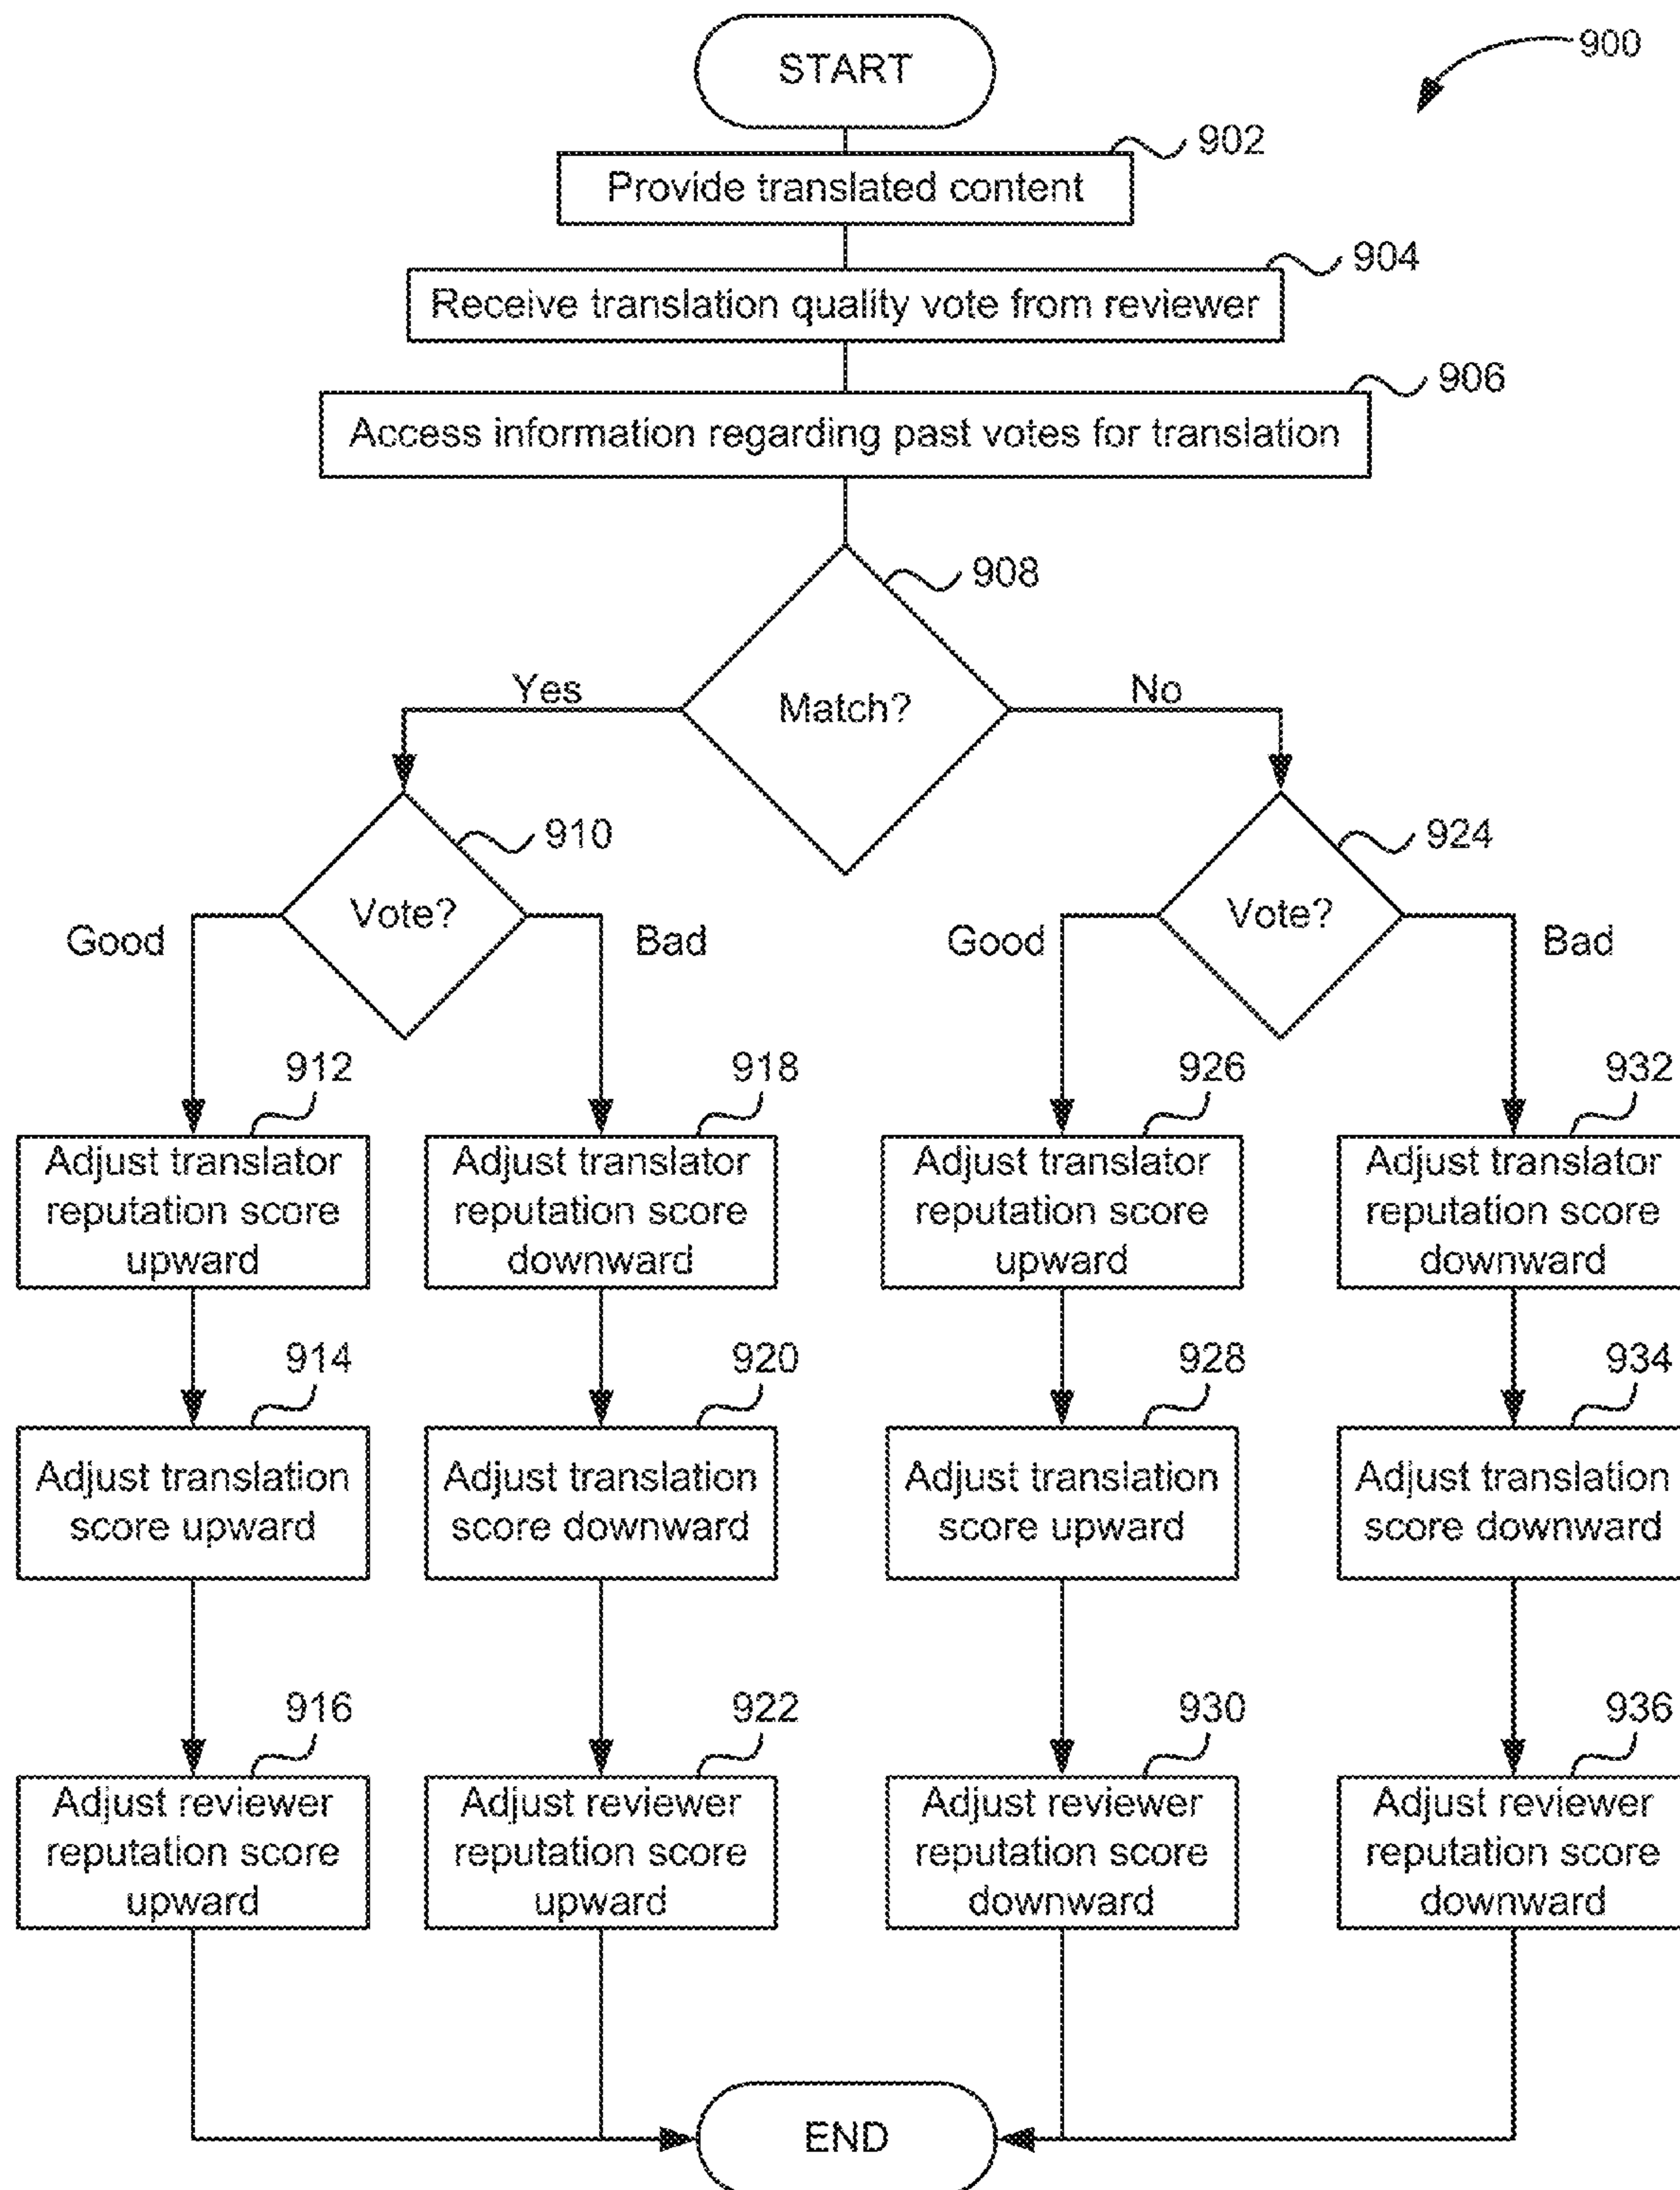 START
900
902
Provide translated content
904
Receive translation quality vote from reviewer
906
Access information regarding past votes for translation
908
Match?
Yes
No
910
Vote?
Good
Bad
924
Vote?
Good
Bad
912
Adjust translator
reputation score
upward
918
Adjust translator
reputation score
downward
926
Adjust translator
reputation score
upward
932
Adjust translator
reputation score
downward
914
Adjust translation
score upward
920
Adjust translation
score downward
928
Adjust translation
score upward
934
Adjust translation
score downward
916
Adjust reviewer
reputation score
upward
922
Adjust reviewer
reputation score
upward
930
Adjust reviewer
reputation score
downward
936
Adjust reviewer
reputation score
downward
END